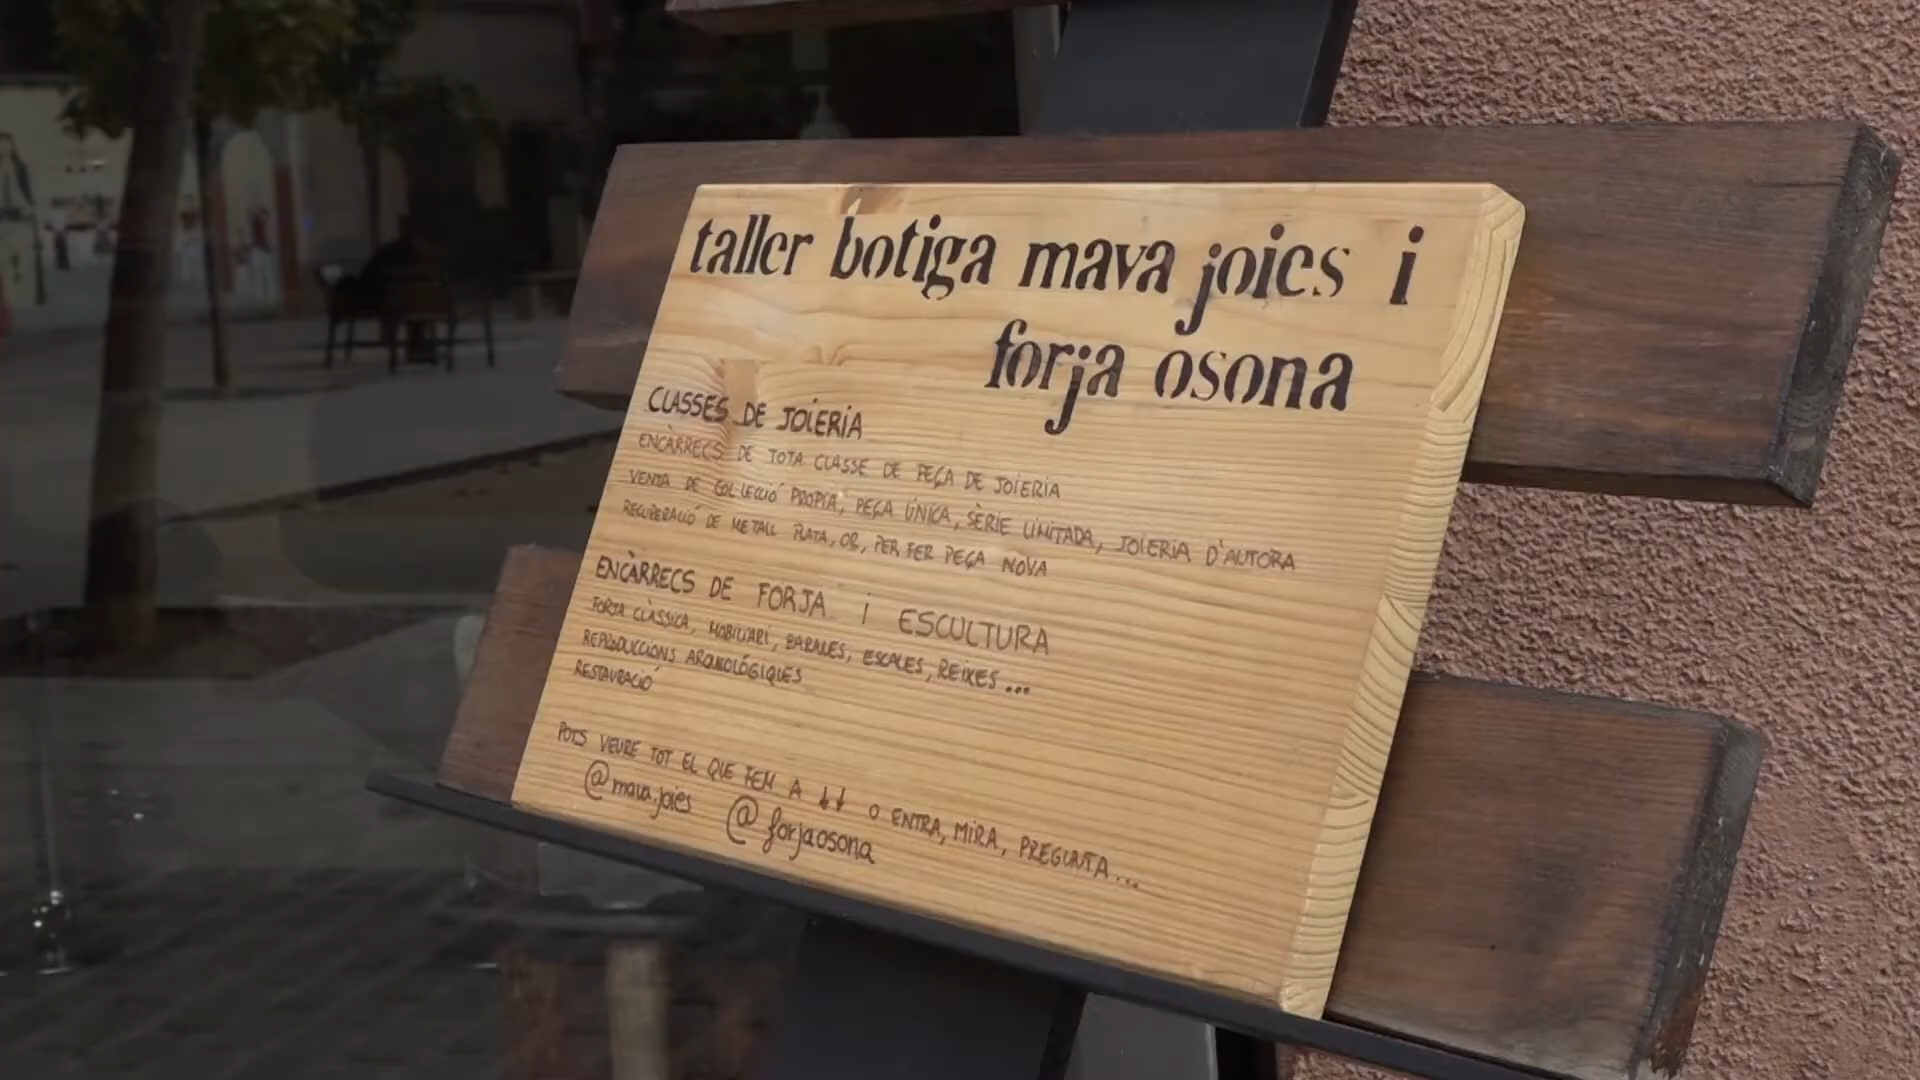 taller botiga mava joies i
forja osona
CLASSES DE JOIERIA
ENCÀRRECS DE TOTA CLASSE DE PEÇA DE JOIERIA
VENTA DE COL·LECCIÓ PROPIA, PEÇA ÚNICA, SÈRIE LIMITADA, JOIERIA D'AUTORA
RECUPERACIÓ DE METALL PLATA, OR, PER FER PEÇA NOVA
ENCÀRRECS DE FORJA i ESCULTURA
FORJA CLÀSSICA, MOBILIARI, BARANES, ESCALES, REIXES...
REPRODUCCIONS ARQUEOLÓGIQUES
RESTAURACIÓ
POTS VEURE TOT EL QUE FEM A ↓↓ O ENTRA, MIRA, PREGUNTA...
@mava.joies @forjaosona